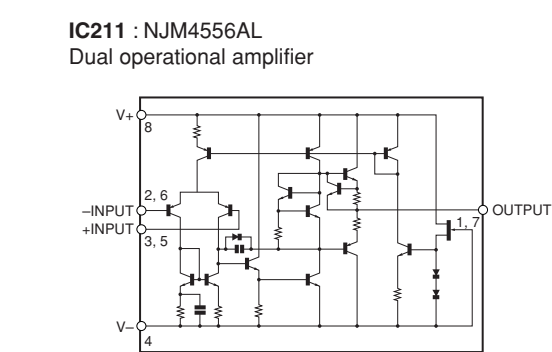 IC211 : NJM4556AL
Dual operational amplifier
V+
8
2, 6
–INPUT
+INPUT
3, 5
1, 7
OUTPUT
V–
4